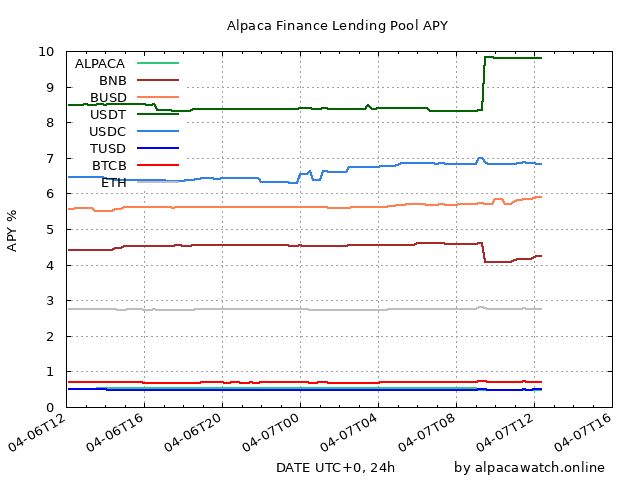 Alpaca Finance Lending Pool APY
10
9
8
7
6
5
4
3
2
1
0
APY %
ALPACA
BNB
BUSD
USDT
USDC
TUSD
BTCB
ETH
04-06T12
04-06T16
04-06T20
04-07T00
04-07T04
04-07T08
04-07T12
04-07T16
DATE UTC+0, 24h
by alpacawatch.online